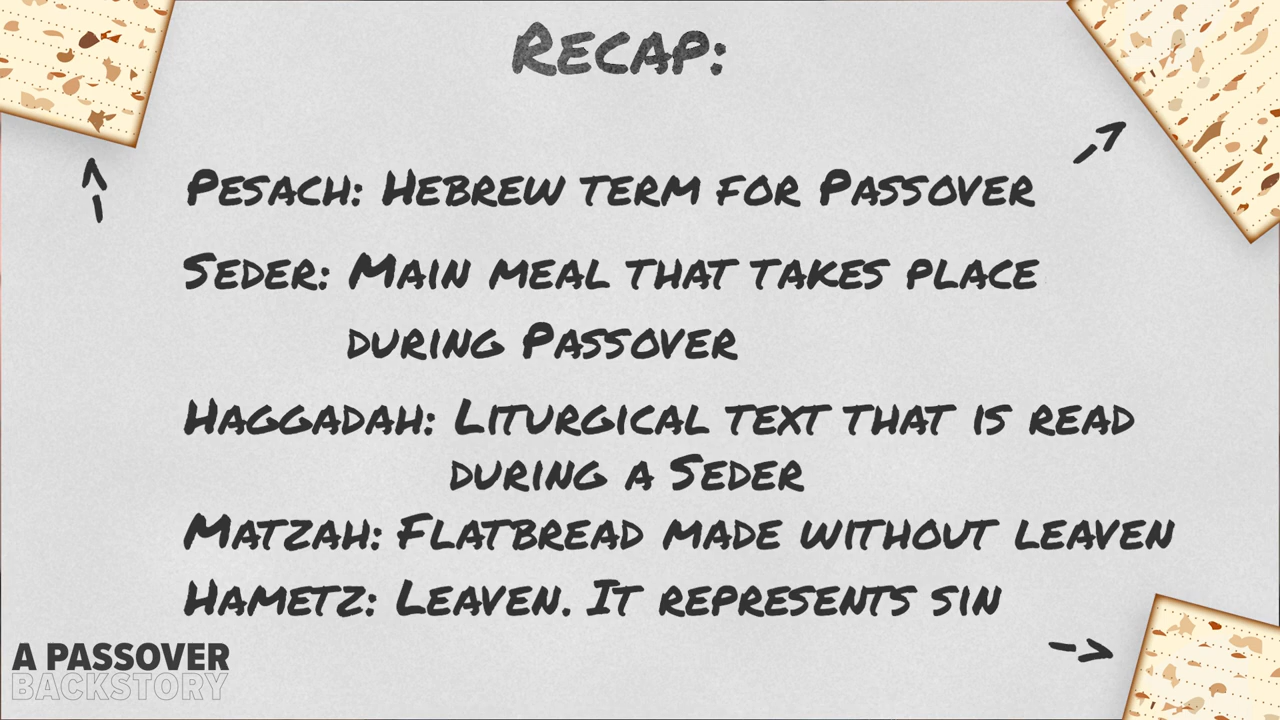 Recap:
Pesach: Hebrew term for Passover
Seder: Main meal that takes place
during Passover
Haggadah: Liturgical text that is read
during a Seder
Matzah: Flatbread made without leaven
Hametz: Leaven. It represents sin
A PASSOVER
BACKSTORY